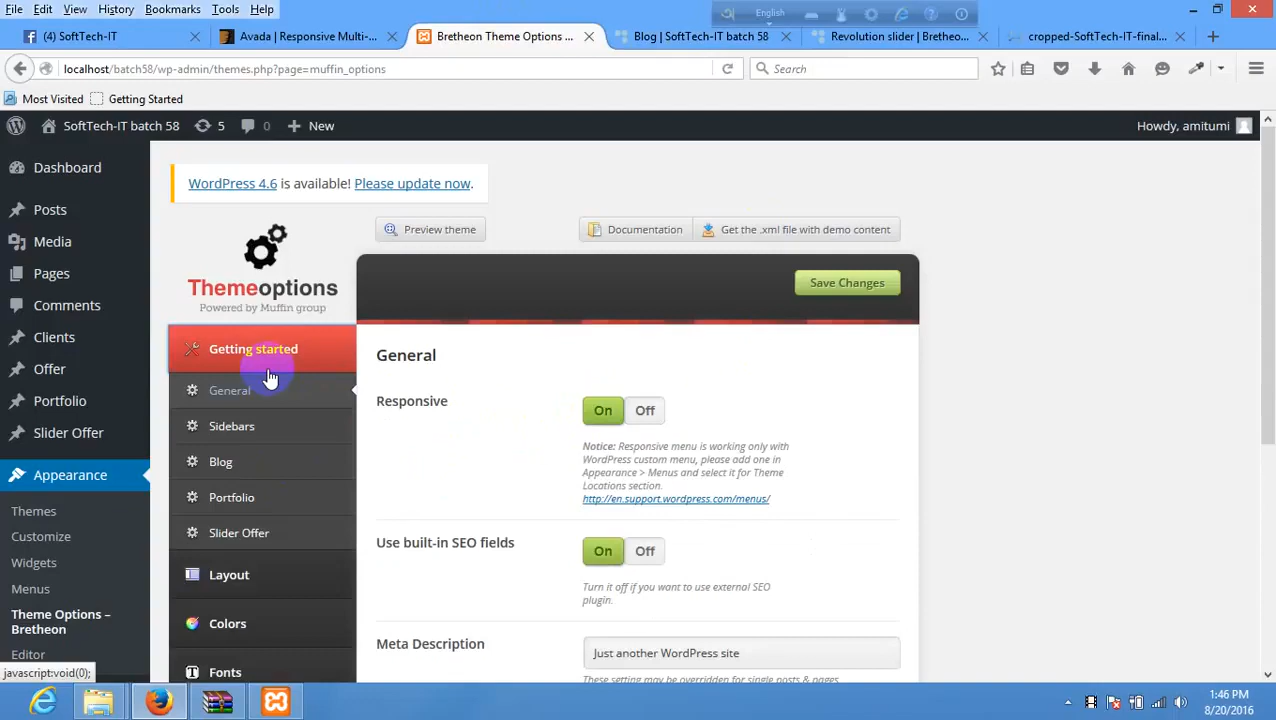 File Edit View History Bookmarks Tools Help
English
(4) SoftTech-IT
Avada | Responsive Multi-...
Bretheon Theme Options ...
Blog | SoftTech-IT batch 58
Revolution slider | Bretheo...
cropped-SoftTech-IT-final...
localhost/batch58/wp-admin/themes.php?page=muffin_options
Search
Most Visited
Getting Started
SoftTech-IT batch 58
5
0
New
Howdy, amitumi
Dashboard
Posts
Media
Pages
Comments
Clients
Offer
Portfolio
Slider Offer
Appearance
Themes
Customize
Widgets
Menus
Theme Options –
Bretheon
Editor
javascript:void(0);
WordPress 4.6 is available! Please update now.
Themeoptions
Powered by Muffin group
Preview theme
Documentation
Get the .xml file with demo content
Save Changes
Getting started
General
Sidebars
Blog
Portfolio
Slider Offer
Layout
Colors
Fonts
General
Responsive
On Off
Notice: Responsive menu is working only with
WordPress custom menu, please add one in
Appearance > Menus and select it for Theme
Locations section.
http://en.support.wordpress.com/menus/
Use built-in SEO fields
On Off
Turn it off if you want to use external SEO
plugin.
Meta Description
Just another WordPress site
These setting may be overridden for single posts & pages
1:46 PM
8/20/2016